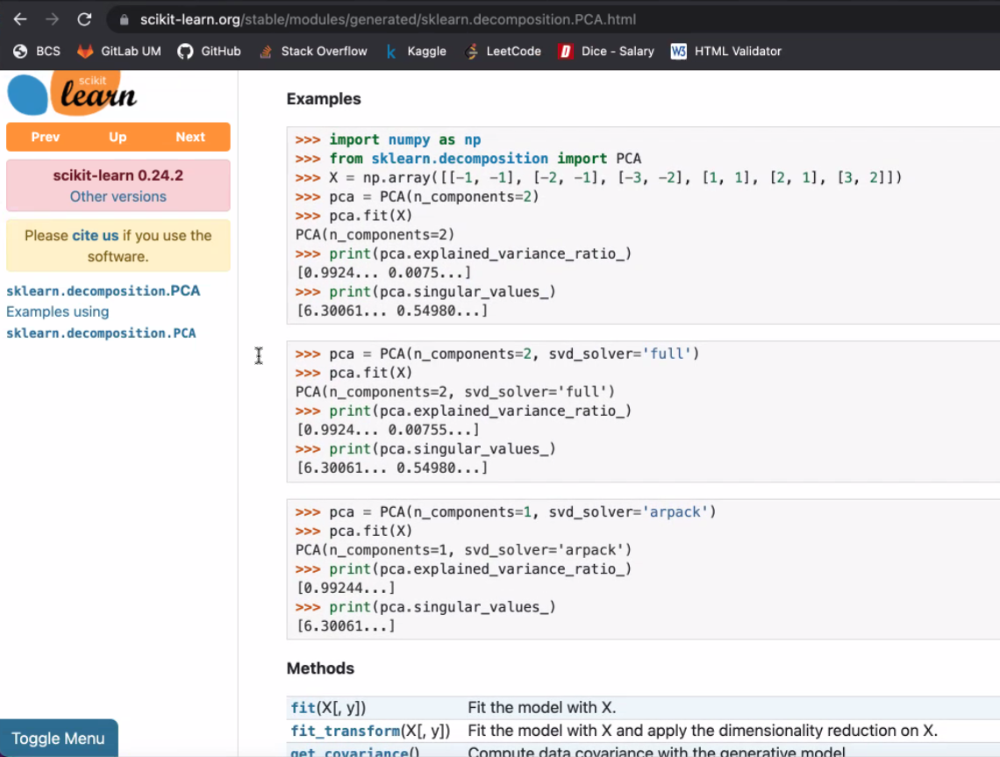 scikit-learn.org/stable/modules/generated/sklearn.decomposition.PCA.html
BCS GitLab UM GitHub Stack Overflow k Kaggle LeetCode D Dice - Salary W3 HTML Validator
scikit
learn
Prev Up Next
scikit-learn 0.24.2
Other versions
Please cite us if you use the
software.
sklearn.decomposition.PCA
Examples using
sklearn.decomposition.PCA
Toggle Menu
Examples
>>> import numpy as np
>>> from sklearn.decomposition import PCA
>>> X = np.array([[-1, -1], [-2, -1], [-3, -2], [1, 1], [2, 1], [3, 2]])
>>> pca = PCA(n_components=2)
>>> pca.fit(X)
PCA(n_components=2)
>>> print(pca.explained_variance_ratio_)
[0.9924... 0.0075...]
>>> print(pca.singular_values_)
[6.30061... 0.54980...]
>>> pca = PCA(n_components=2, svd_solver='full')
>>> pca.fit(X)
PCA(n_components=2, svd_solver='full')
>>> print(pca.explained_variance_ratio_)
[0.9924... 0.00755...]
>>> print(pca.singular_values_)
[6.30061... 0.54980...]
>>> pca = PCA(n_components=1, svd_solver='arpack')
>>> pca.fit(X)
PCA(n_components=1, svd_solver='arpack')
>>> print(pca.explained_variance_ratio_)
[0.99244...]
>>> print(pca.singular_values_)
[6.30061...]
Methods
fit(X[, y]) Fit the model with X.
fit_transform(X[, y]) Fit the model with X and apply the dimensionality reduction on X.
get_covariance() Compute data covariance with the generative model